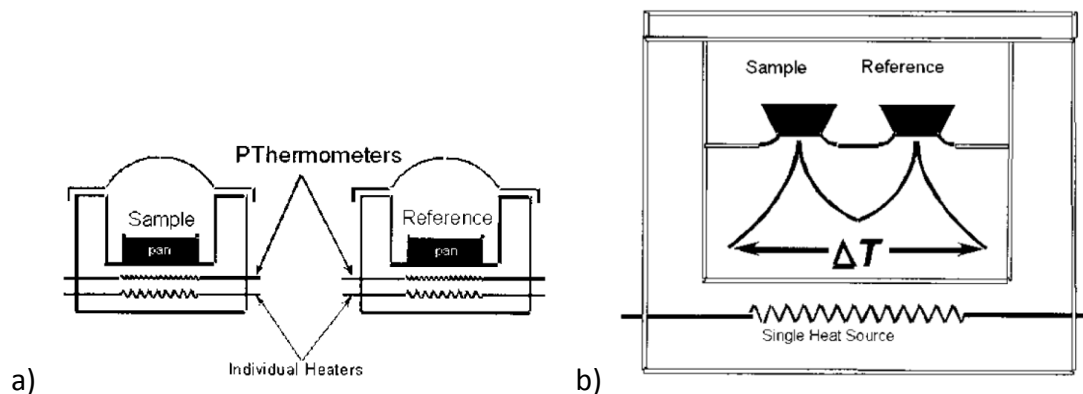 PThermometers
Sample
Reference
pan
pan
Individual Heaters
a)
Sample
Reference
ΔT
Single Heat Source
b)